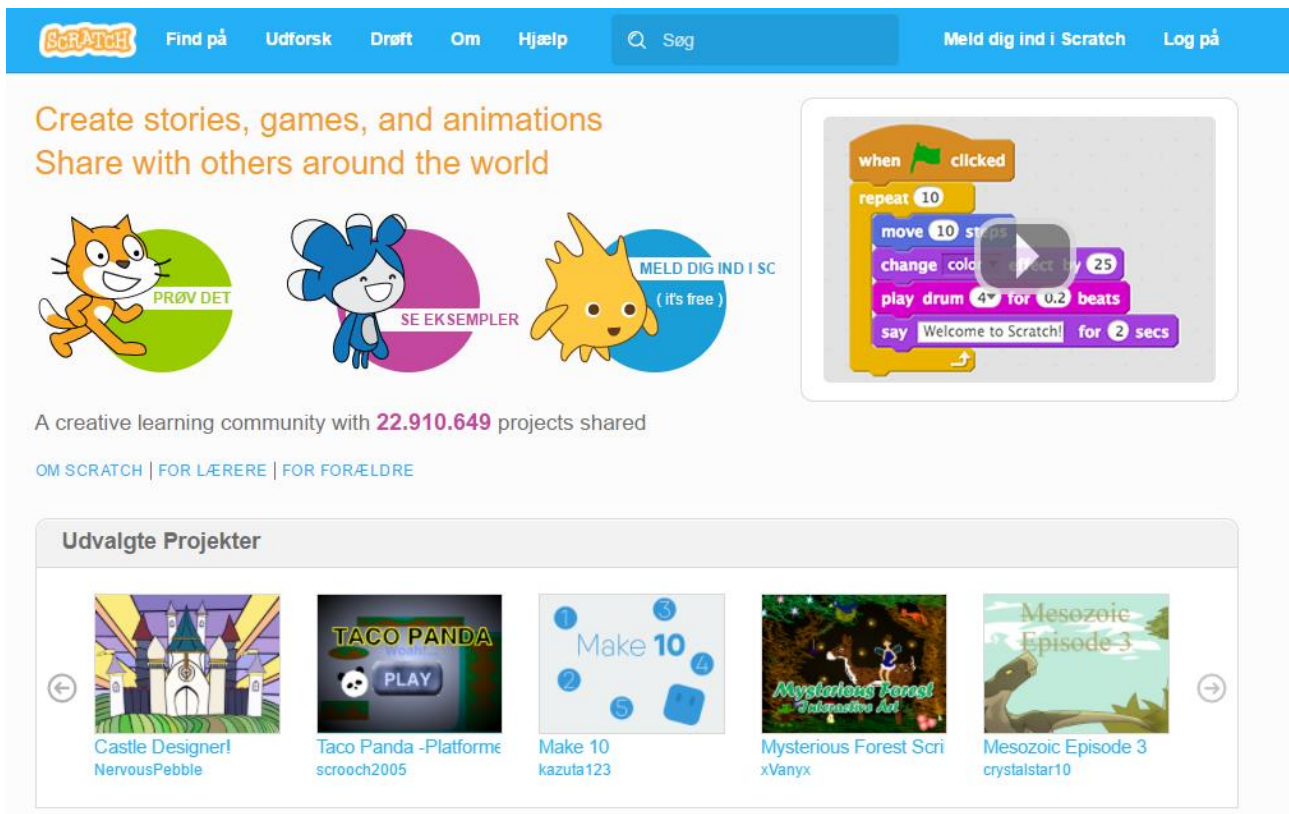 SCRATCH Find på Udforsk Drøft Om Hjælp Søg Meld dig ind i Scratch Log på
Create stories, games, and animations
Share with others around the world
PRØV DET
SE EKSEMPLER
MELD DIG IND I SC
( it's free )
when clicked
repeat 10
move 10 steps
change color effect by 25
play drum 4 for 0.2 beats
say Welcome to Scratch! for 2 secs
A creative learning community with 22.910.649 projects shared
OM SCRATCH | FOR LÆRERE | FOR FORÆLDRE
Udvalgte Projekter
TACO PANDA
Woah!
PLAY
1 3
Make 10
4
2
5
Mysterious Forest
Interactive Art
Mesozoic
Episode 3
Castle Designer! Taco Panda -Platforme Make 10 Mysterious Forest Scri Mesozoic Episode 3
NervousPebble scrooch2005 kazuta123 xVanyx crystalstar10